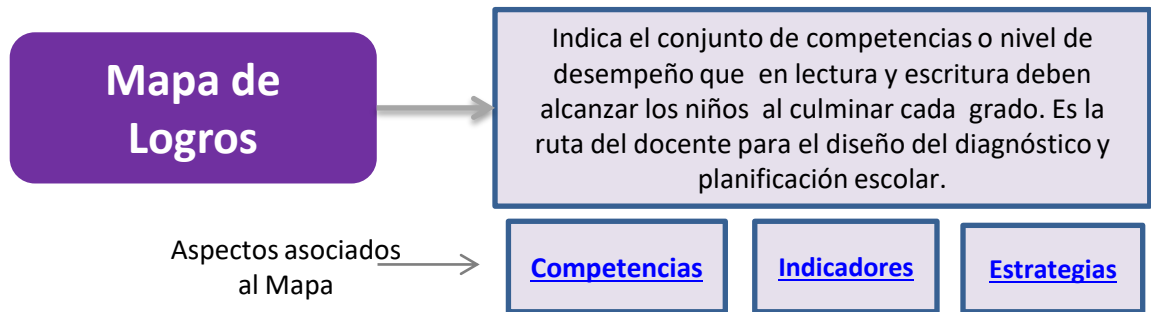 Mapa de
Logros
Indica el conjunto de competencias o nivel de
desempeño que en lectura y escritura deben
alcanzar los niños al culminar cada grado. Es la
ruta del docente para el diseño del diagnóstico y
planificación escolar.
Aspectos asociados
al Mapa
Competencias
Indicadores
Estrategias